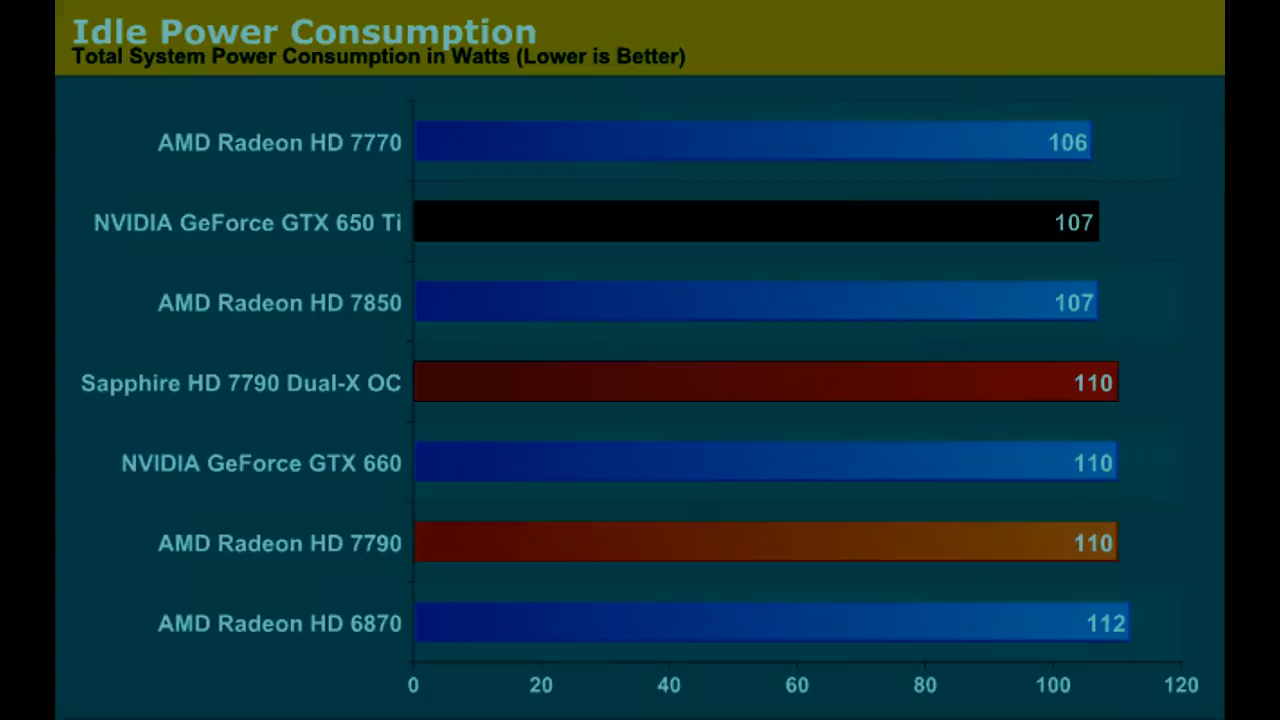 Idle Power Consumption
Total System Power Consumption in Watts (Lower is Better)
AMD Radeon HD 7770 106
NVIDIA GeForce GTX 650 Ti 107
AMD Radeon HD 7850 107
Sapphire HD 7790 Dual-X OC 110
NVIDIA GeForce GTX 660 110
AMD Radeon HD 7790 110
AMD Radeon HD 6870 112
0 20 40 60 80 100 120